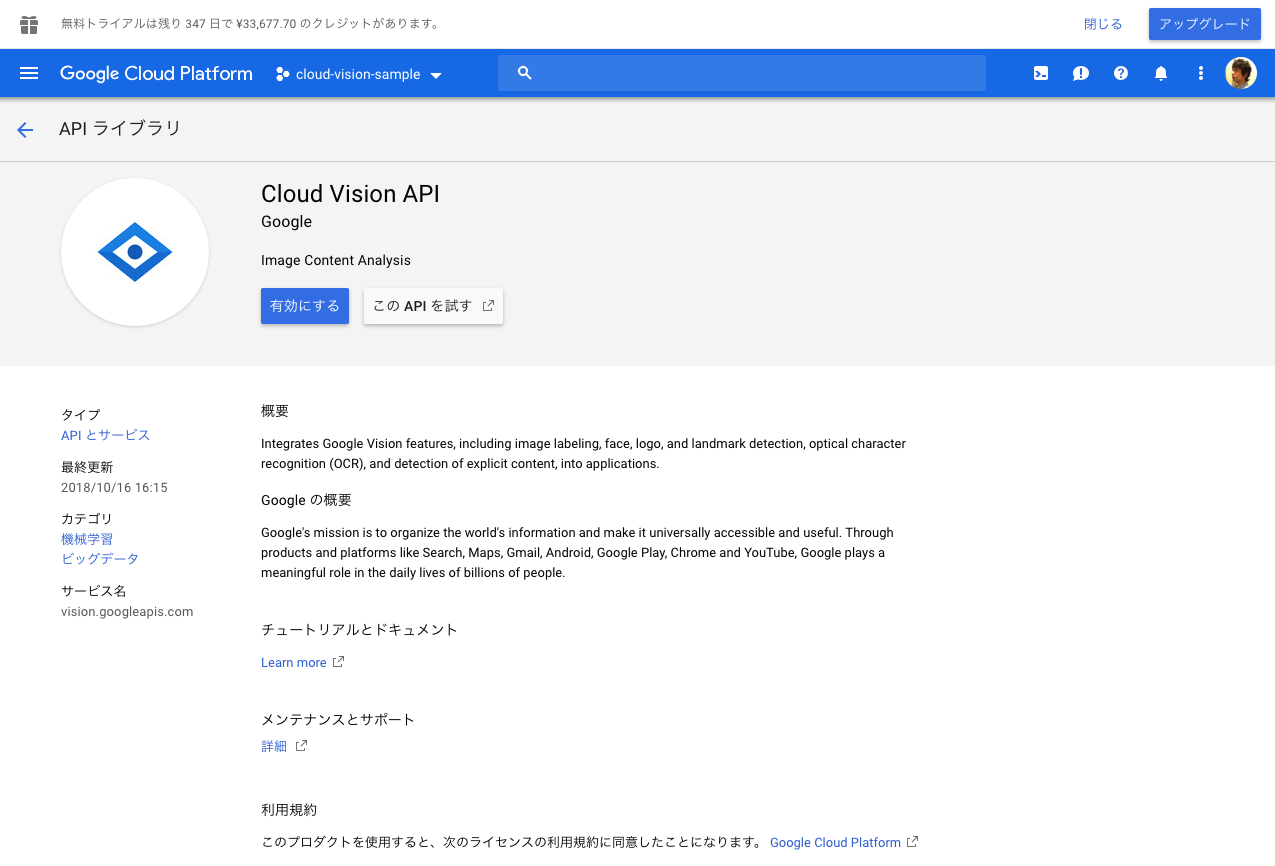 無料トライアルは残り 347 日で ¥33,677.70 のクレジットがあります。
閉じる
アップグレード
Google Cloud Platform
cloud-vision-sample
API ライブラリ
Cloud Vision API
Google
Image Content Analysis
有効にする
この API を試す
タイプ
API とサービス
最終更新
2018/10/16 16:15
カテゴリ
機械学習
ビッグデータ
サービス名
vision.googleapis.com
概要
Integrates Google Vision features, including image labeling, face, logo, and landmark detection, optical character
recognition (OCR), and detection of explicit content, into applications.
Google の概要
Google's mission is to organize the world's information and make it universally accessible and useful. Through
products and platforms like Search, Maps, Gmail, Android, Google Play, Chrome and YouTube, Google plays a
meaningful role in the daily lives of billions of people.
チュートリアルとドキュメント
Learn more
メンテナンスとサポート
詳細
利用規約
このプロダクトを使用すると、次のライセンスの利用規約に同意したことになります。 Google Cloud Platform